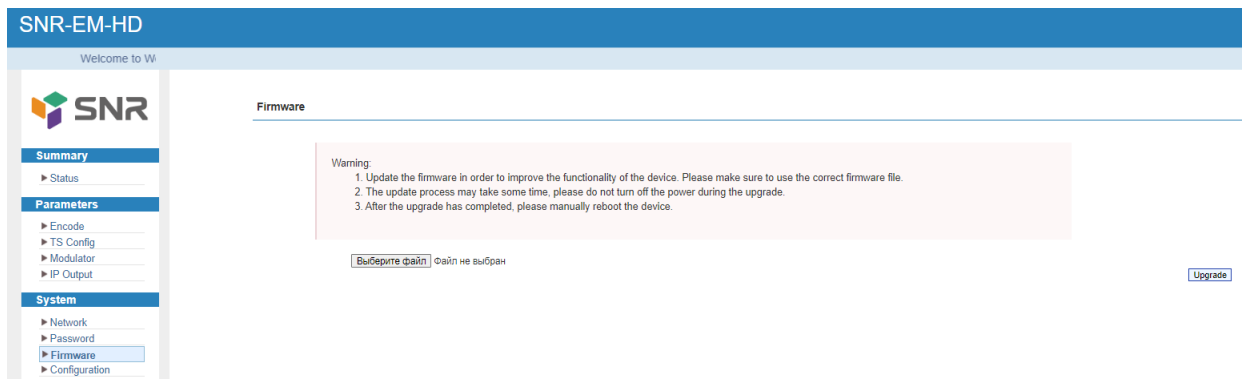 SNR-EM-HD
Welcome to W
SNR
Summary
Status
Parameters
Encode
TS Config
Modulator
IP Output
System
Network
Password
Firmware
Configuration
Firmware
Warning:
1. Update the firmware in order to improve the functionality of the device. Please make sure to use the correct firmware file.
2. The update process may take some time, please do not turn off the power during the upgrade.
3. After the upgrade has completed, please manually reboot the device.
Выберите файл Файл не выбран
Upgrade